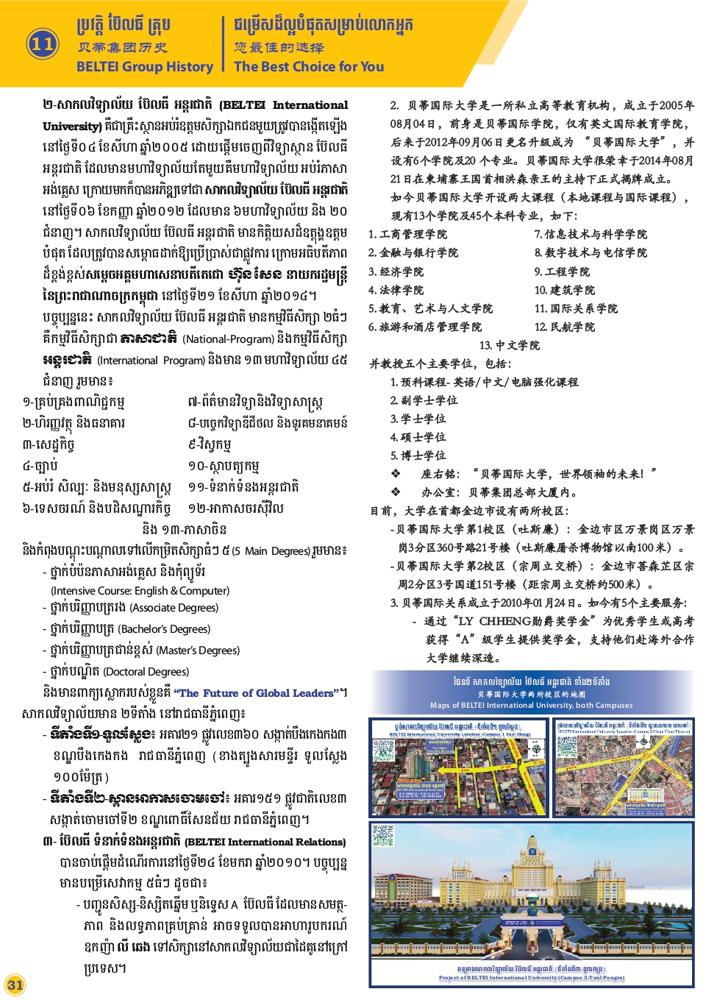 11
ប្រវត្តិ ប៊ែលធី គ្រុប
贝蒂集团历史
BELTEI Group History
ជម្រើសដ៏ល្អបំផុតសម្រាប់លោកអ្នក
您最佳的选择
The Best Choice for You
២-សាកលវិទ្យាល័យ ប៊ែលធី អន្តរជាតិ (BELTEI International
University) គឺជាគ្រឹះស្ថានអប់រំឧត្តមសិក្សាឯកជនមួយត្រូវបានបង្កើតឡើង
នៅថ្ងៃទី០៤ ខែសីហា ឆ្នាំ២០០៥ ដោយផ្តើមចេញពីវិទ្យាស្ថាន ប៊ែលធី
អន្តរជាតិ ដែលមានមហាវិទ្យាល័យតែមួយគឺមហាវិទ្យាល័យ អប់រំភាសា
អង់គ្លេស ក្រោយមកក៏បានអភិវឌ្ឍទៅជាសាកលវិទ្យាល័យ ប៊ែលធី អន្តរជាតិ
នៅថ្ងៃទី០៦ ខែកញ្ញា ឆ្នាំ២០១២ ដែលមាន ៦មហាវិទ្យាល័យ និង ២០
ជំនាញ។ សាកលវិទ្យាល័យ ប៊ែលធី អន្តរជាតិ មានកិត្តិយសដ៏ឧត្តុង្គឧត្តម
បំផុត ដែលត្រូវបានសម្ពោធដាក់ឱ្យប្រើប្រាស់ជាផ្លូវការ ក្រោមអធិបតីភាព
ដ៏ខ្ពង់ខ្ពស់សម្តេចអគ្គមហាសេនាបតីតេជោ ហ៊ុន សែន នាយករដ្ឋមន្ត្រី
នៃព្រះរាជាណាចក្រកម្ពុជា នៅថ្ងៃទី២១ ខែសីហា ឆ្នាំ២០១៤។
បច្ចុប្បន្ននេះ សាកលវិទ្យាល័យ ប៊ែលធី អន្តរជាតិ មានកម្មវិធីសិក្សា ២ធំៗ
គឺកម្មវិធីសិក្សាជា ភាសាជាតិ (National-Program) និងកម្មវិធីសិក្សា
អន្តរជាតិ (International Program) និងមាន ១៣ មហាវិទ្យាល័យ ៤៥
ជំនាញ រួមមាន៖
១-គ្រប់គ្រងពាណិជ្ជកម្ម
២-ហិរញ្ញវត្ថុ និងធនាគារ
៣-សេដ្ឋកិច្ច
៤-ច្បាប់
៥-អប់រំ សិល្បៈ និងមនុស្សសាស្ត្រ
៦-ទេសចរណ៍ និងបដិសណ្ឋារកិច្ច
៧-ព័ត៌មានវិទ្យានិងវិទ្យាសាស្ត្រ
៨-បច្ចេកវិទ្យាឌីជីថល និងទូរគមនាគមន៍
៩-វិស្វកម្ម
១០-ស្ថាបត្យកម្ម
១១-ទំនាក់ទំនងអន្តរជាតិ
១២-អាកាសចរស៊ីវិល
និង ១៣-ភាសាចិន
និងកំពុងបណ្តុះបណ្តាលទៅលើកម្រិតសិក្សាធំៗ ៥ (5 Main Degrees) រួមមាន៖
- ថ្នាក់បំប៉នភាសាអង់គ្លេស និងកុំព្យូទ័រ
(Intensive Course: English & Computer)
- ថ្នាក់បរិញ្ញាបត្ររង (Associate Degrees)
- ថ្នាក់បរិញ្ញាបត្រ (Bachelor's Degrees)
- ថ្នាក់បរិញ្ញាបត្រជាន់ខ្ពស់ (Master's Degrees)
- ថ្នាក់បណ្ឌិត (Doctoral Degrees)
និងមានពាក្យស្លោករបស់ខ្លួនគឺ “The Future of Global Leaders”។
សាកលវិទ្យាល័យមាន ២ទីតាំង នៅរាជធានីភ្នំពេញ៖
- ទីតាំងទី១-ទួលស្លែង៖ អគារ២១ ផ្លូវលេខ៣៦០ សង្កាត់បឹងកេងកង៣
ខណ្ឌបឹងកេងកង រាជធានីភ្នំពេញ (ខាងត្បូងសារមន្ទីរ ទួលស្លែង
១០០ម៉ែត្រ)
- ទីតាំងទី២-ស្ពានអាកាសចោមចៅ៖ អគារ១៥១ ផ្លូវជាតិលេខ៣
សង្កាត់ចោមចៅទី២ ខណ្ឌពោធិ៍សែនជ័យ រាជធានីភ្នំពេញ។
៣- ប៊ែលធី ទំនាក់ទំនងអន្តរជាតិ (BELTEI International Relations)
បានចាប់ផ្តើមដំណើរការនៅថ្ងៃទី២៤ ខែមករា ឆ្នាំ២០១០។ បច្ចុប្បន្ន
មានបម្រើសេវាកម្ម ៥ធំៗ ដូចជា៖
- បញ្ជូនសិស្ស-និស្សិតឆ្នើម ឬនិទ្ទេស A ប៊ែលធី ដែលមានសមត្ថ-
ភាព និងលទ្ធភាពគ្រប់គ្រាន់ អាចទទួលបានអាហារូបករណ៍
ឧកញ៉ា លី ឆេង ទៅសិក្សានៅសាកលវិទ្យាល័យជាដៃគូនៅក្រៅ
ប្រទេស។
2. 贝蒂国际大学是一所私立高等教育机构，成立于2005年
08月04日，前身是贝蒂国际学院，仅有英文国际教育学院，
后来于2012年09月06日更名升级成为 “贝蒂国际大学”，并
设有6个学院及20 个专业。贝蒂国际大学很荣幸于2014年08月
21日在柬埔寨王国首相洪森亲王的主持下正式揭牌成立。
如今贝蒂国际大学开设两大课程（本地课程与国际课程），
现有13个学院及45个本科专业，如下：
1. 工商管理学院
2. 金融与银行学院
3. 经济学院
4. 法律学院
5. 教育、艺术与人文学院
6. 旅游和酒店管理学院
7. 信息技术与科学学院
8. 数字技术与电信学院
9. 工程学院
10. 建筑学院
11. 国际关系学院
12. 民航学院
13. 中文学院
并教授五个主要学位，包括：
1. 预科课程- 英语/中文/电脑强化课程
2. 副学士学位
3. 学士学位
4. 硕士学位
5. 博士学位
❖ 座右铭：“贝蒂国际大学，世界领袖的未来！”
❖ 办公室：贝蒂集团总部大厦内。
目前，大学在首都金边市设有两所校区：
-贝蒂国际大学第1校区（吐斯廉）：金边市区万景岗区万景
岗3分区360号路21号楼（吐斯廉屠杀博物馆以南100米）。
-贝蒂国际大学第2校区（宗周立交桥）：金边市菩森芷区宗
周2分区3号国道151号楼（距宗周立交桥约500米）。
3. 贝蒂国际关系成立于2010年01月24日。如今有5个主要服务：
- 通过“LY CHHENG勋爵奖学金”为优秀学生或高考
获得“A”级学生提供奖学金，支持他们赴海外合作
大学继续深造。
ផែនទី សាកលវិទ្យាល័យ ប៊ែលធី អន្តរជាតិ ទាំង២ទីតាំង
贝蒂国际大学两所校区的地图
Maps of BELTEI International University, both Campuses
BELTEI International University Location (Campus 1 Tuol Sleng)
គម្រោងសាកលវិទ្យាល័យ ប៊ែលធី អន្តរជាតិ (ទីតាំងទី៣-ទួលពង្រ)
Project of BELTEI International University (Campus 3/Toul Pongro)
31